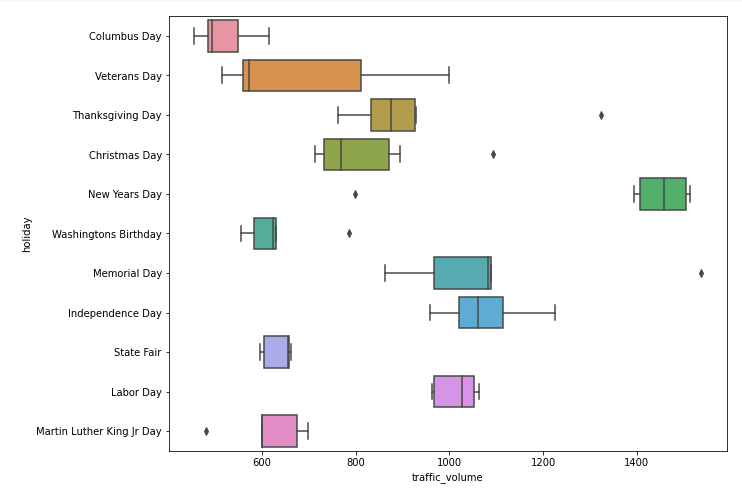 Columbus Day
Veterans Day
Thanksgiving Day
Christmas Day
New Years Day
Washingtons Birthday
Memorial Day
Independence Day
State Fair
Labor Day
Martin Luther King Jr Day
holiday
600 800 1000 1200 1400
traffic_volume